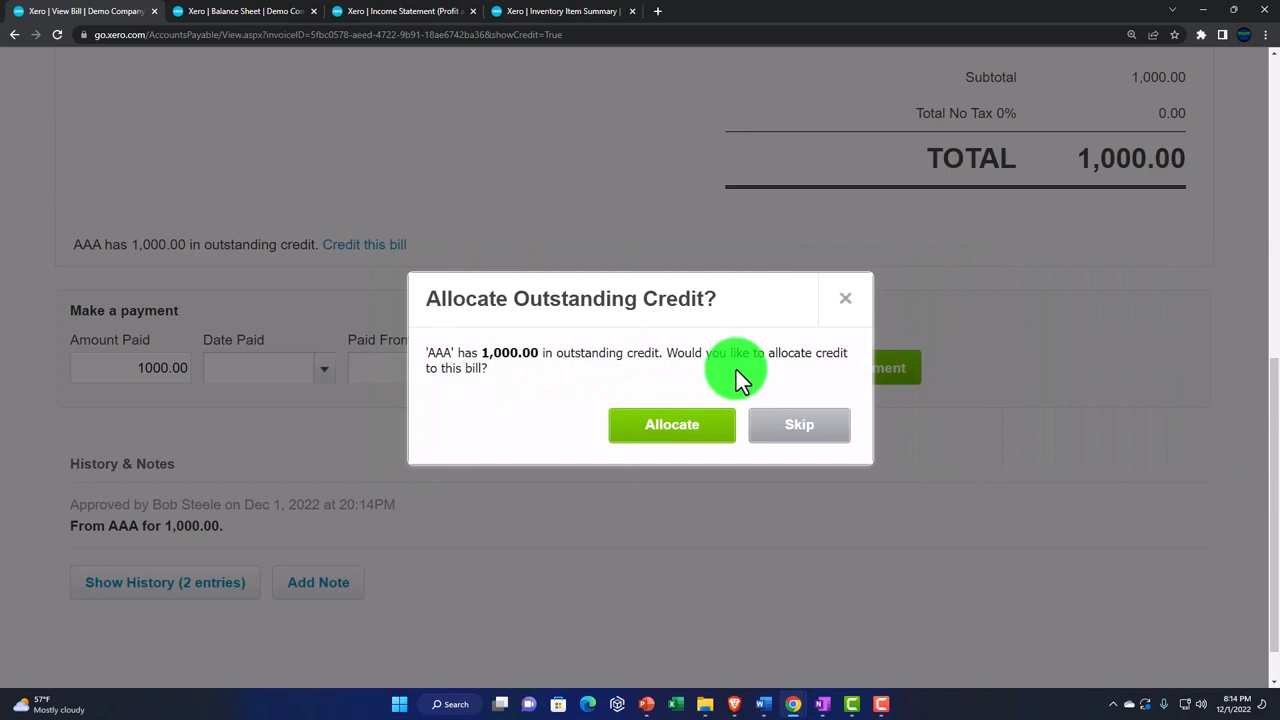 Xero | View Bill | Demo Company
Xero | Balance Sheet | Demo Con
Xero | Income Statement (Profit a
Xero | Inventory Item Summary |
go.xero.com/AccountsPayable/View.aspx?invoiceID=5fbc0578-aeed-4722-9b91-18ae6742ba36&showCredit=True
Subtotal 1,000.00
Total No Tax 0% 0.00
TOTAL 1,000.00
AAA has 1,000.00 in outstanding credit. Credit this bill
Allocate Outstanding Credit?
'AAA' has 1,000.00 in outstanding credit. Would you like to allocate credit
to this bill?
Allocate Skip
Make a payment
Amount Paid Date Paid Paid From
1000.00 ment
History & Notes
Approved by Bob Steele on Dec 1, 2022 at 20:14PM
From AAA for 1,000.00.
Show History (2 entries) Add Note
57°F
Mostly cloudy
Search
8:14 PM
12/1/2022